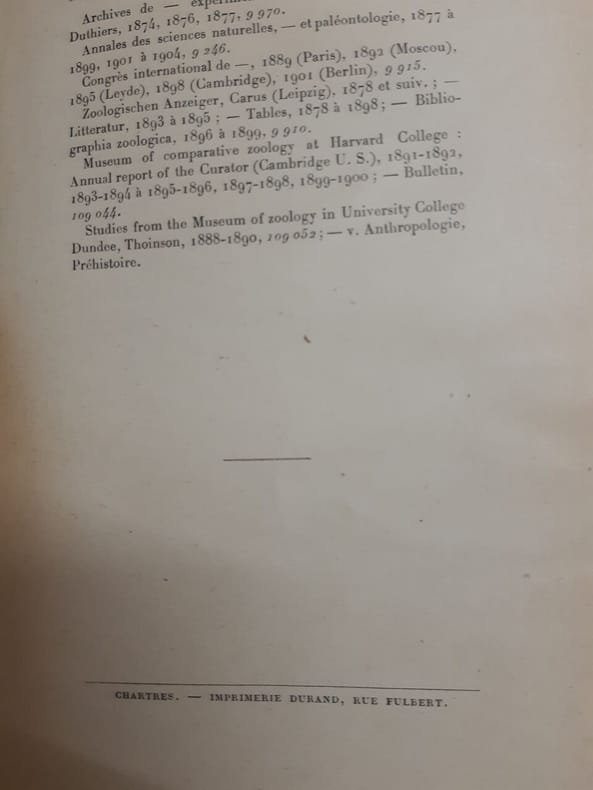 Archives de — expérim
Duthiers, 1874, 1876, 1877, 9 970.
Annales des sciences naturelles, — et paléontologie, 1877 à
1899, 1901 à 1904, 9 246.
Congrès international de —, 1889 (Paris), 1892 (Moscou),
1895 (Leyde), 1898 (Cambridge), 1901 (Berlin), 9 915.
Zoologischen Anzeiger, Carus (Leipzig), 1878 et suiv. ; —
Litteratur, 1893 à 1895 ; — Tables, 1878 à 1898 ; — Biblio-
graphia zoologica, 1896 à 1899, 9 910.
Museum of comparative zoology at Harvard College :
Annual report of the Curator (Cambridge U. S.), 1891-1892,
1893-1894 à 1895-1896, 1897-1898, 1899-1900 ; — Bulletin,
109 044.
Studies from the Museum of zoology in University College
Dundee, Thoinson, 1888-1890, 109 052 ; — v. Anthropologie,
Préhistoire.
CHARTRES. — IMPRIMERIE DURAND, RUE FULBERT.